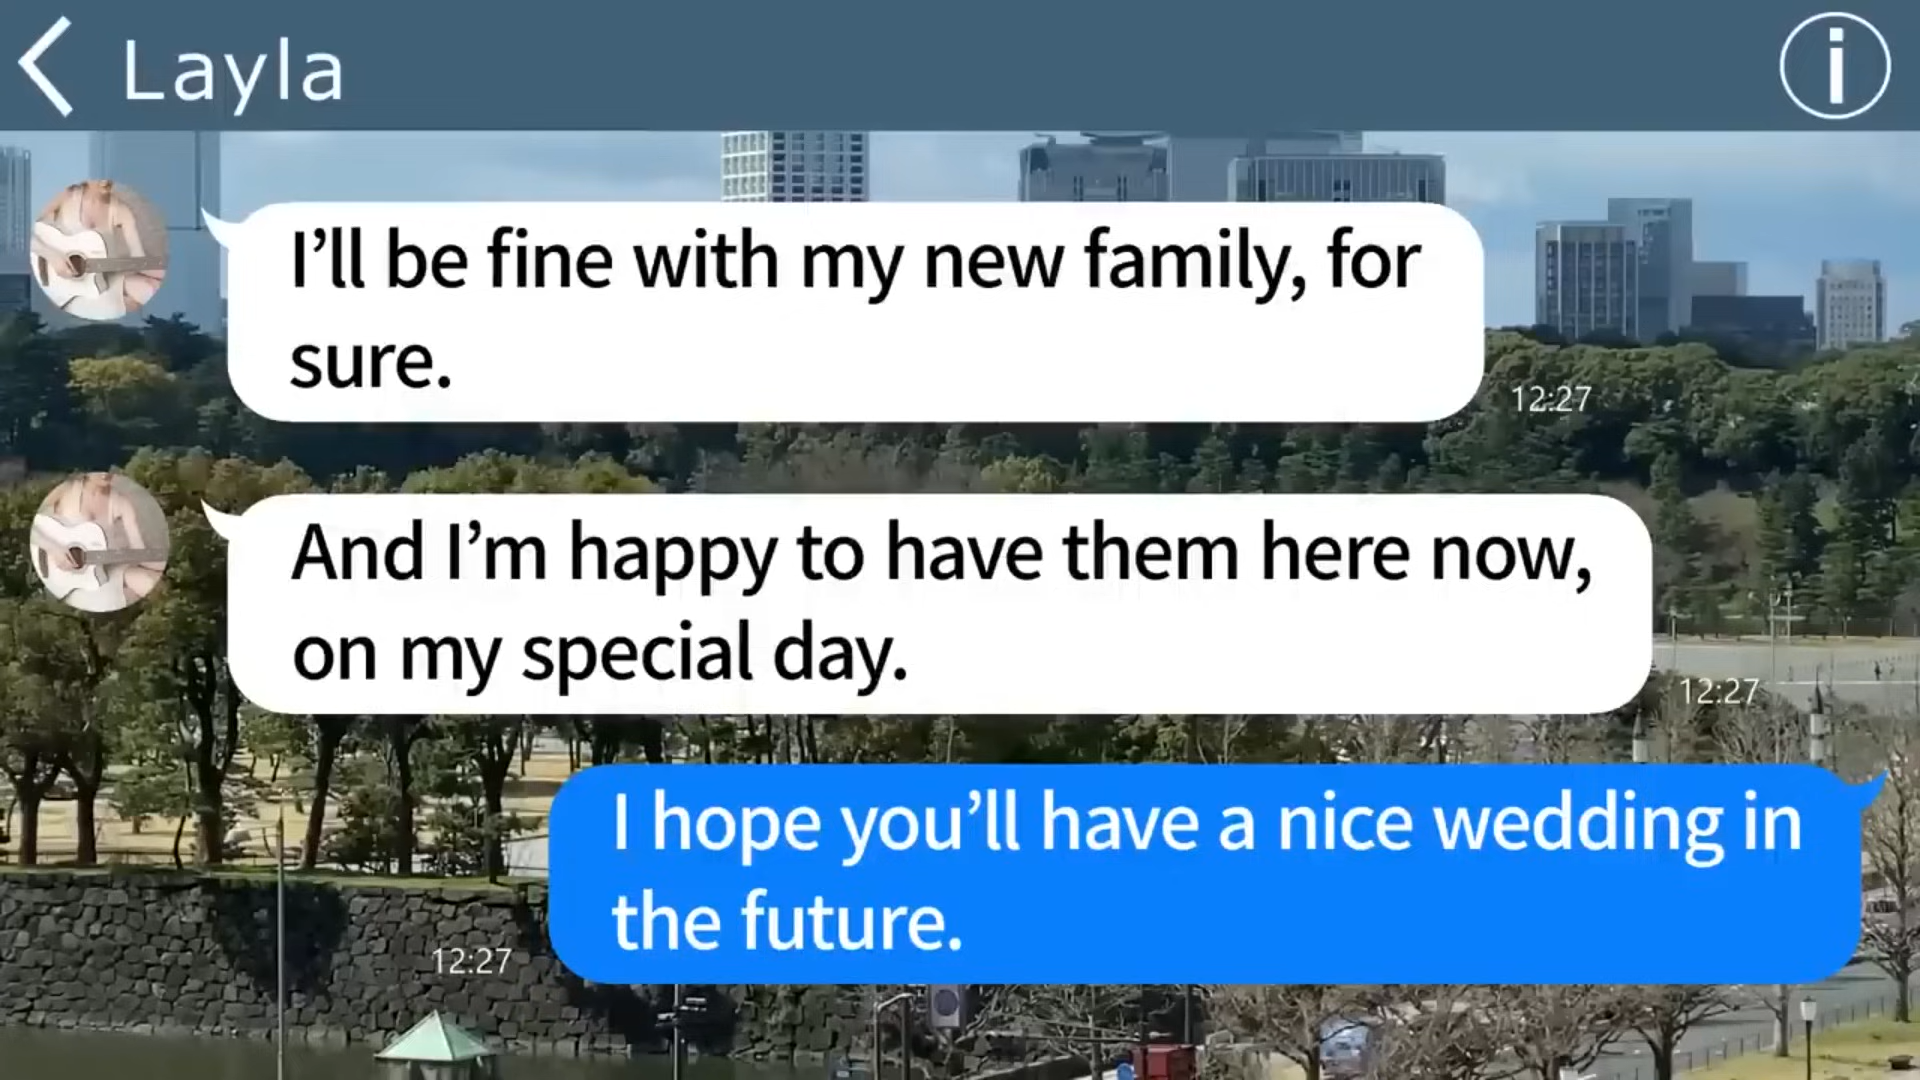 Layla
I’ll be fine with my new family, for
sure.
12:27
And I’m happy to have them here now,
on my special day.
12:27
I hope you’ll have a nice wedding in
the future.
12:27